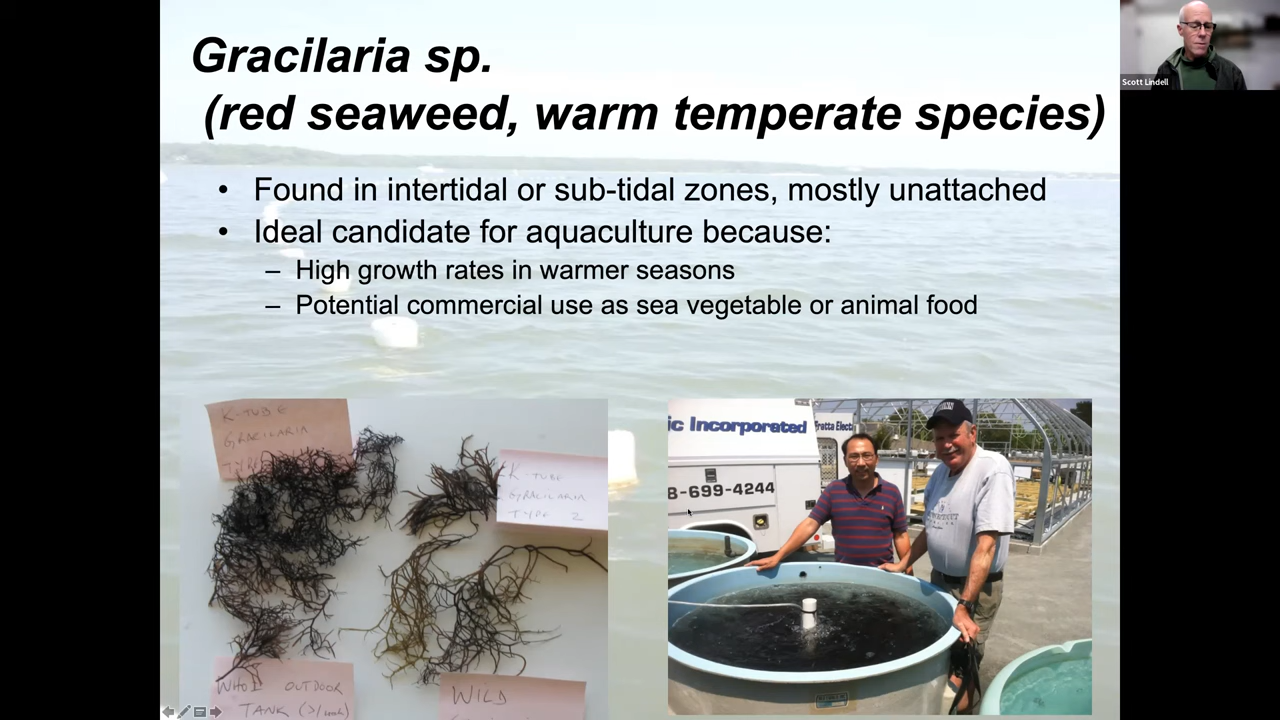 Gracilaria sp.
(red seaweed, warm temperate species)
• Found in intertidal or sub-tidal zones, mostly unattached
• Ideal candidate for aquaculture because:
– High growth rates in warmer seasons
– Potential commercial use as sea vegetable or animal food
Scott Lindell
K-TUBE
GRACILARIA
K-TUBE
GRACILARIA
TYPE 2
WHOI OUTDOOR
TANK
WILD
ic Incorporated
Fratta Elect
8-699-4244